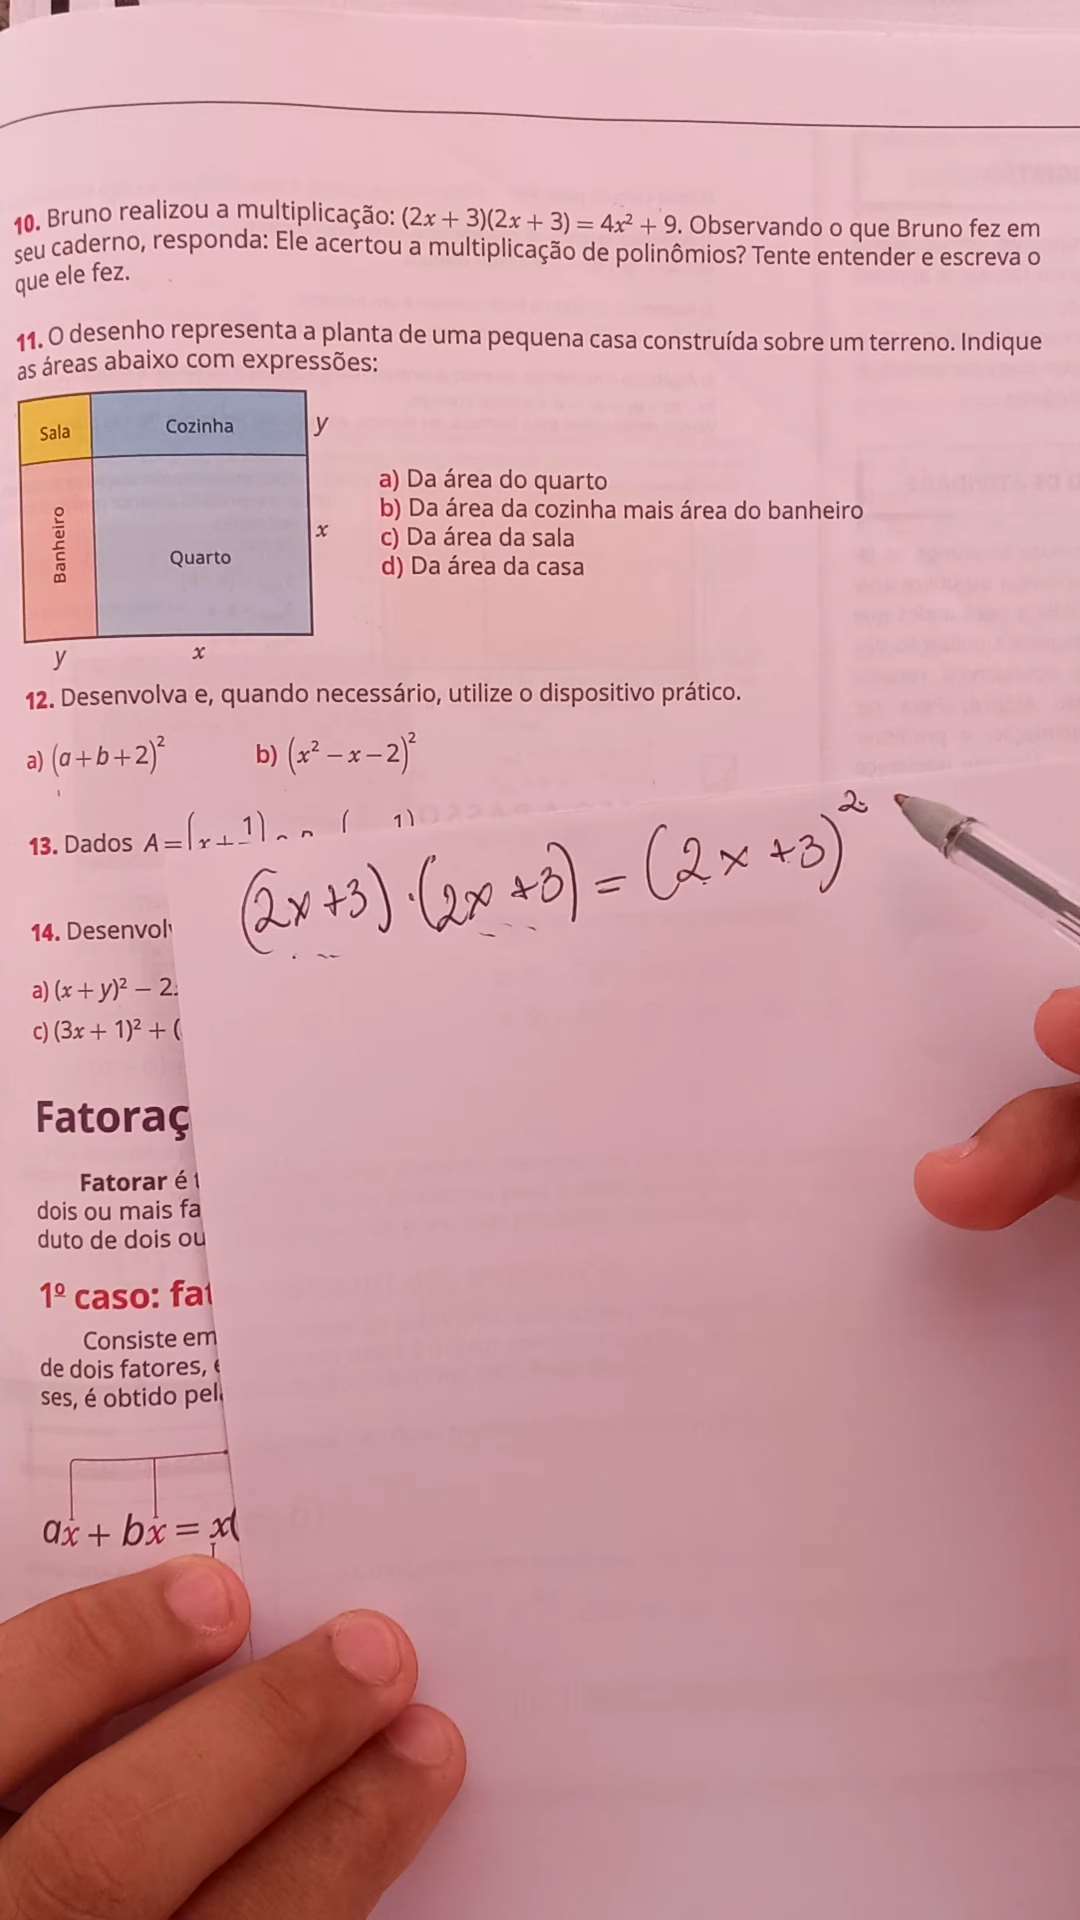 10. Bruno realizou a multiplicação: (2x + 3)(2x + 3) = 4x² + 9. Observando o que Bruno fez em
seu caderno, responda: Ele acertou a multiplicação de polinômios? Tente entender e escreva o
que ele fez.
11. O desenho representa a planta de uma pequena casa construída sobre um terreno. Indique
as áreas abaixo com expressões:
Sala
Cozinha
y
Banheiro
Quarto
x
y
x
a) Da área do quarto
b) Da área da cozinha mais área do banheiro
c) Da área da sala
d) Da área da casa
12. Desenvolva e, quando necessário, utilize o dispositivo prático.
a) (a+b+2)²
b) (x² − x − 2)²
13. Dados A = (x + 1
(2x+3)·(2x+3) = (2x+3)²
14. Desenvol
a) (x + y)² − 2
c) (3x + 1)² + (
Fatoraç
Fatorar é
dois ou mais fa
duto de dois ou
1º caso: fat
Consiste em
de dois fatores,
ses, é obtido pel
ax + bx = x(